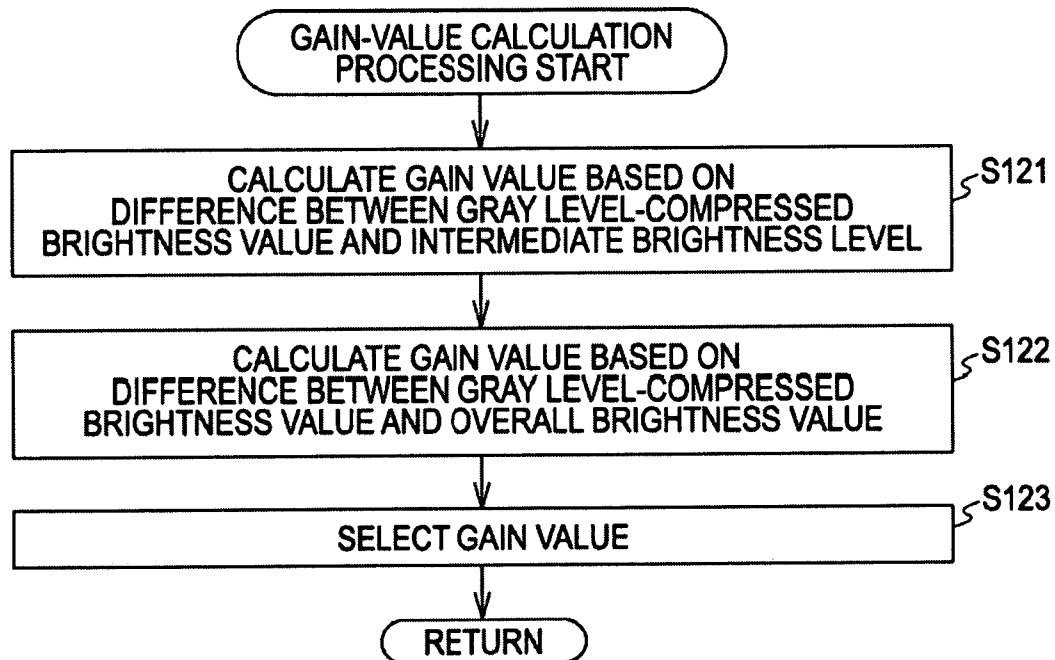 GAIN-VALUE CALCULATION
PROCESSING START
CALCULATE GAIN VALUE BASED ON
DIFFERENCE BETWEEN GRAY LEVEL-COMPRESSED
BRIGHTNESS VALUE AND INTERMEDIATE BRIGHTNESS LEVEL
S121
CALCULATE GAIN VALUE BASED ON
DIFFERENCE BETWEEN GRAY LEVEL-COMPRESSED
BRIGHTNESS VALUE AND OVERALL BRIGHTNESS VALUE
S122
SELECT GAIN VALUE
S123
RETURN